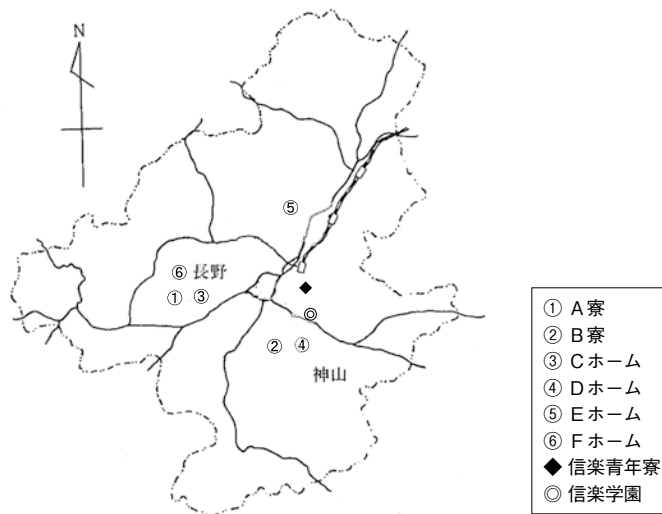 N
⑤
⑥ 長野
① ③
◆
◎
② ④
神山
① A寮
② B寮
③ Cホーム
④ Dホーム
⑤ Eホーム
⑥ Fホーム
◆ 信楽青年寮
◎ 信楽学園